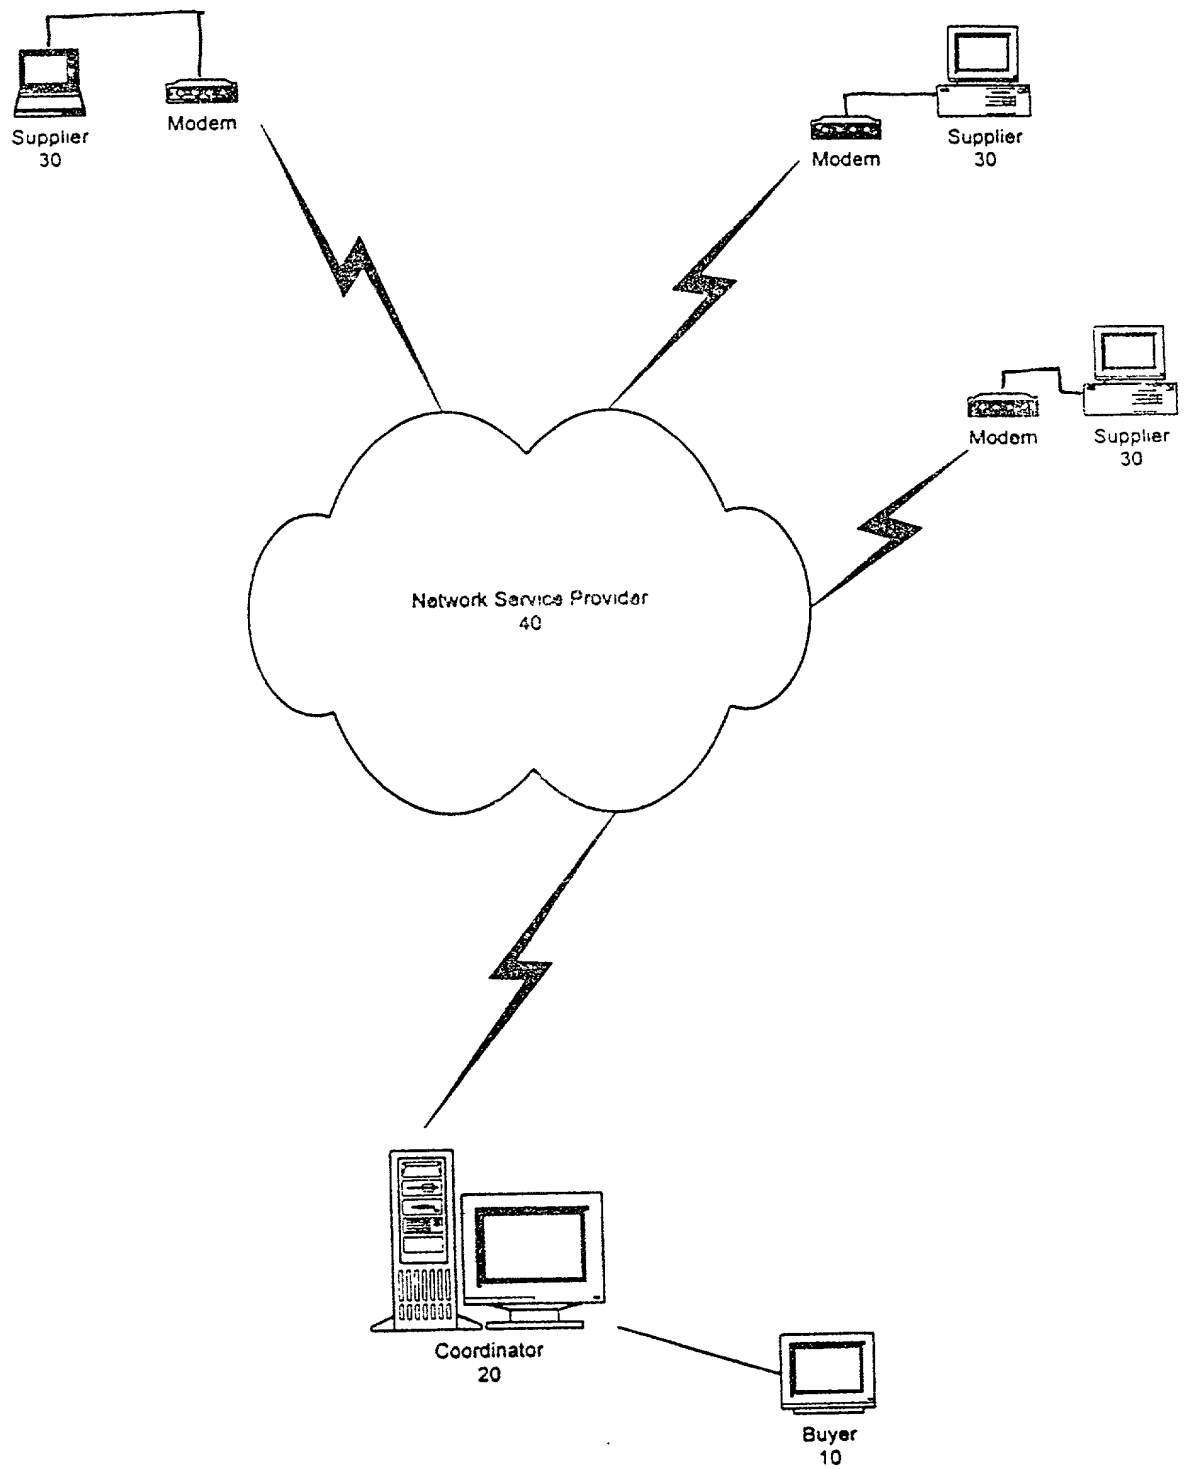 Supplier
30
Modem
Modem
Supplier
30
Modem
Supplier
30
Network Service Provider
40
Coordinator
20
Buyer
10